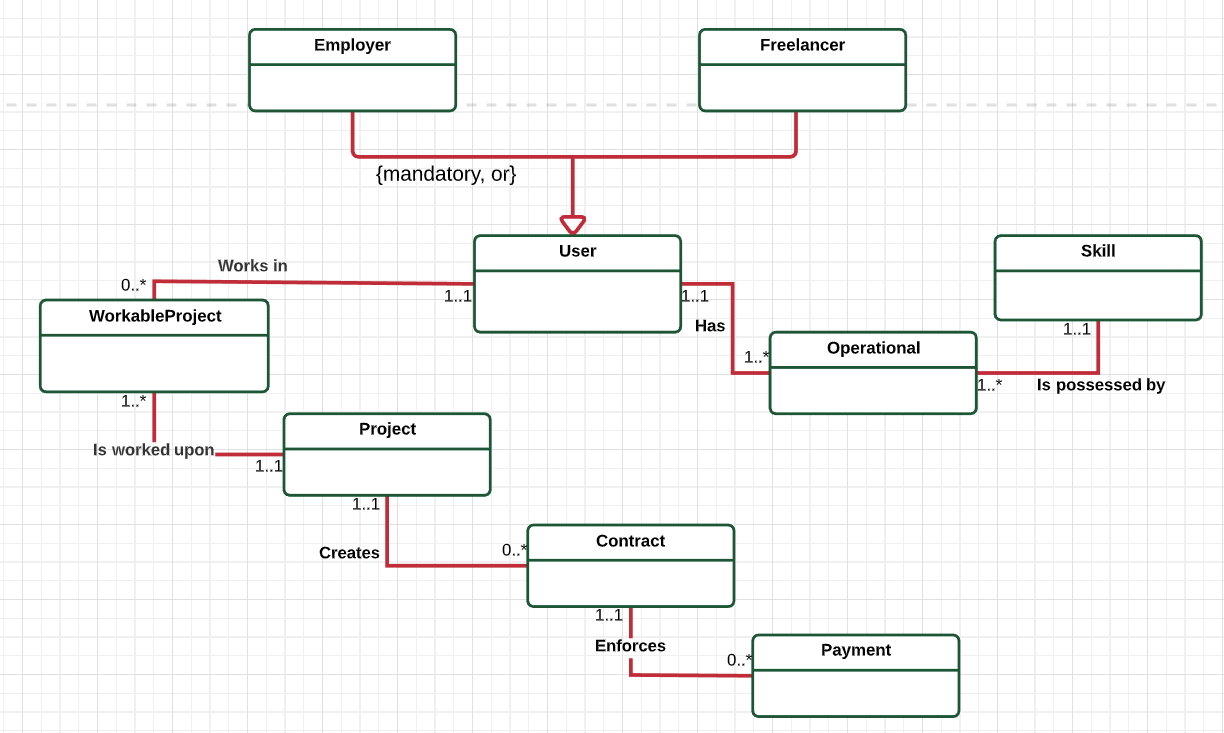 Employer
Freelancer
{mandatory, or}
User
Skill
Works in
0..*
1..1
1..1
WorkableProject
Has
1..1
Operational
1..*
1..*
Is possessed by
1..*
Project
Is worked upon
1..1
1..1
Creates
0..*
Contract
1..1
Enforces
0..*
Payment